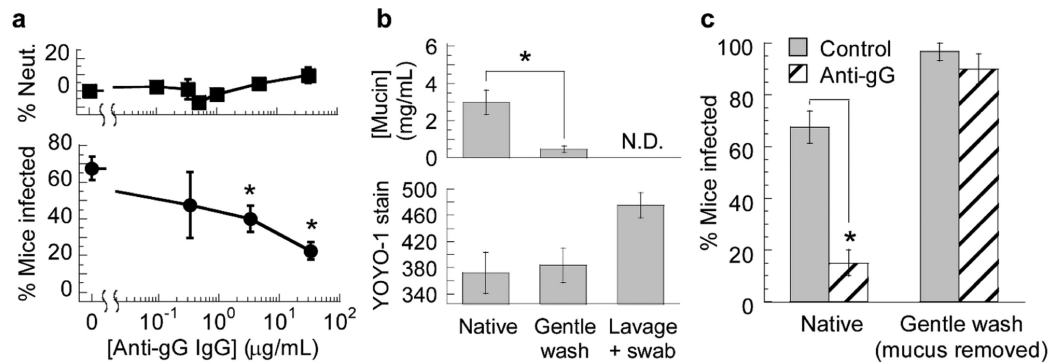 a
% Neut.
20
0
% Mice infected
80
60
40
20
0
*
*
0
10⁻¹
10⁰
10¹
10²
[Anti-gG IgG] (µg/mL)
b
[Mucin]
(mg/mL)
6
4
2
0
*
N.D.
YOYO-1 stain
460
420
380
340
Native
Gentle
wash
Lavage
+ swab
c
% Mice infected
100
80
60
40
20
0
Control
Anti-gG
*
Native
Gentle wash
(mucus removed)